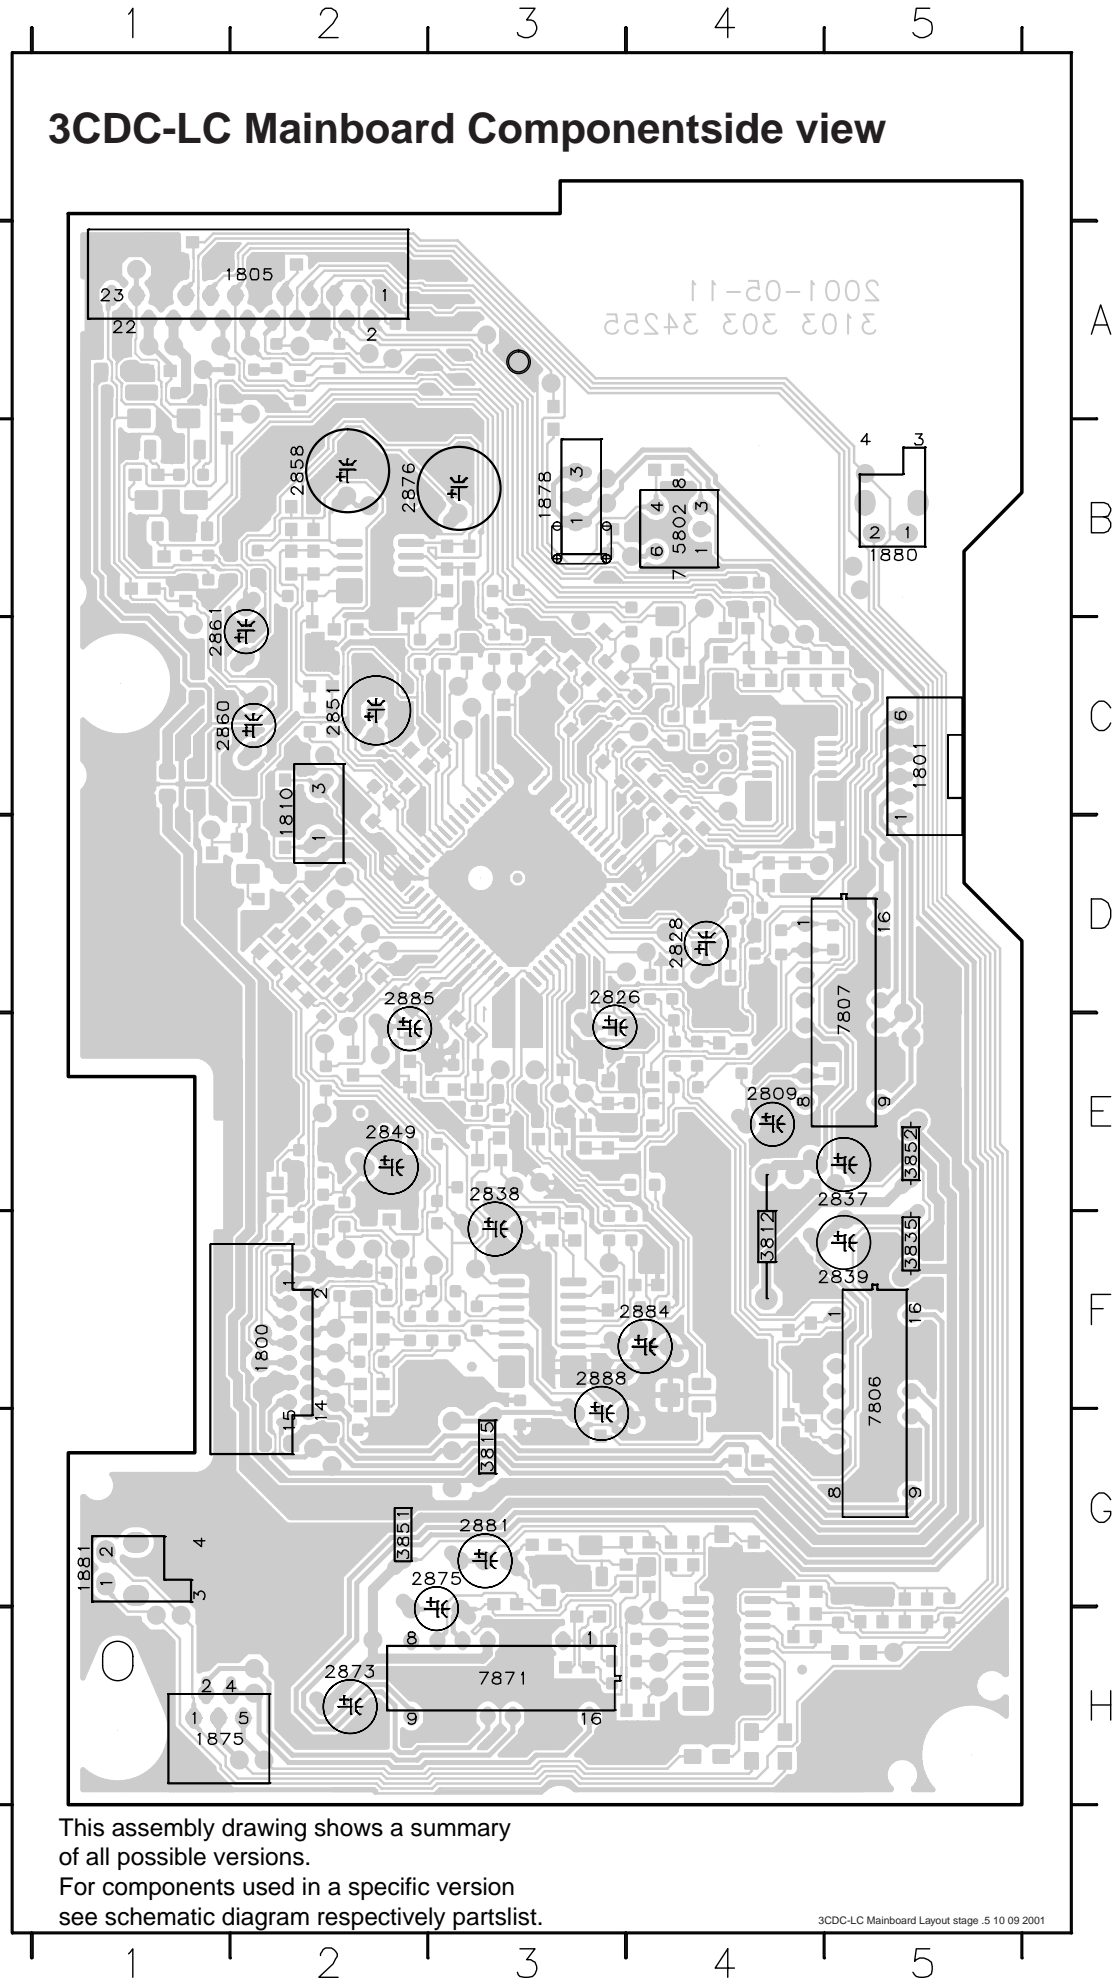 1 2 3 4 5
3CDC-LC Mainboard Componentside view
1805
23 1
22 2
2001-05-11
3103 303 34255
A
4 3
2858 2876 1878 3 1
8 4 3 5802 6 1 7
2 1
1880
B
2861
2860 2851
6 1801 1
1810 3 1
C
2828
1 16
7807
D
2885 2826
2809
8 9
2849
3852
2838
2837
E
3812 3835
2839
1 2
1800
15 14
2884
1 16
2888
7806
F
3815
8 9
3851
2881
1881 2 1 4 3
2875
G
8 1
7871
9 16
2873
2 4
1 5
1875
H
This assembly drawing shows a summary
of all possible versions.
For components used in a specific version
see schematic diagram respectively partslist.
3CDC-LC Mainboard Layout stage .5 10 09 2001
1 2 3 4 5